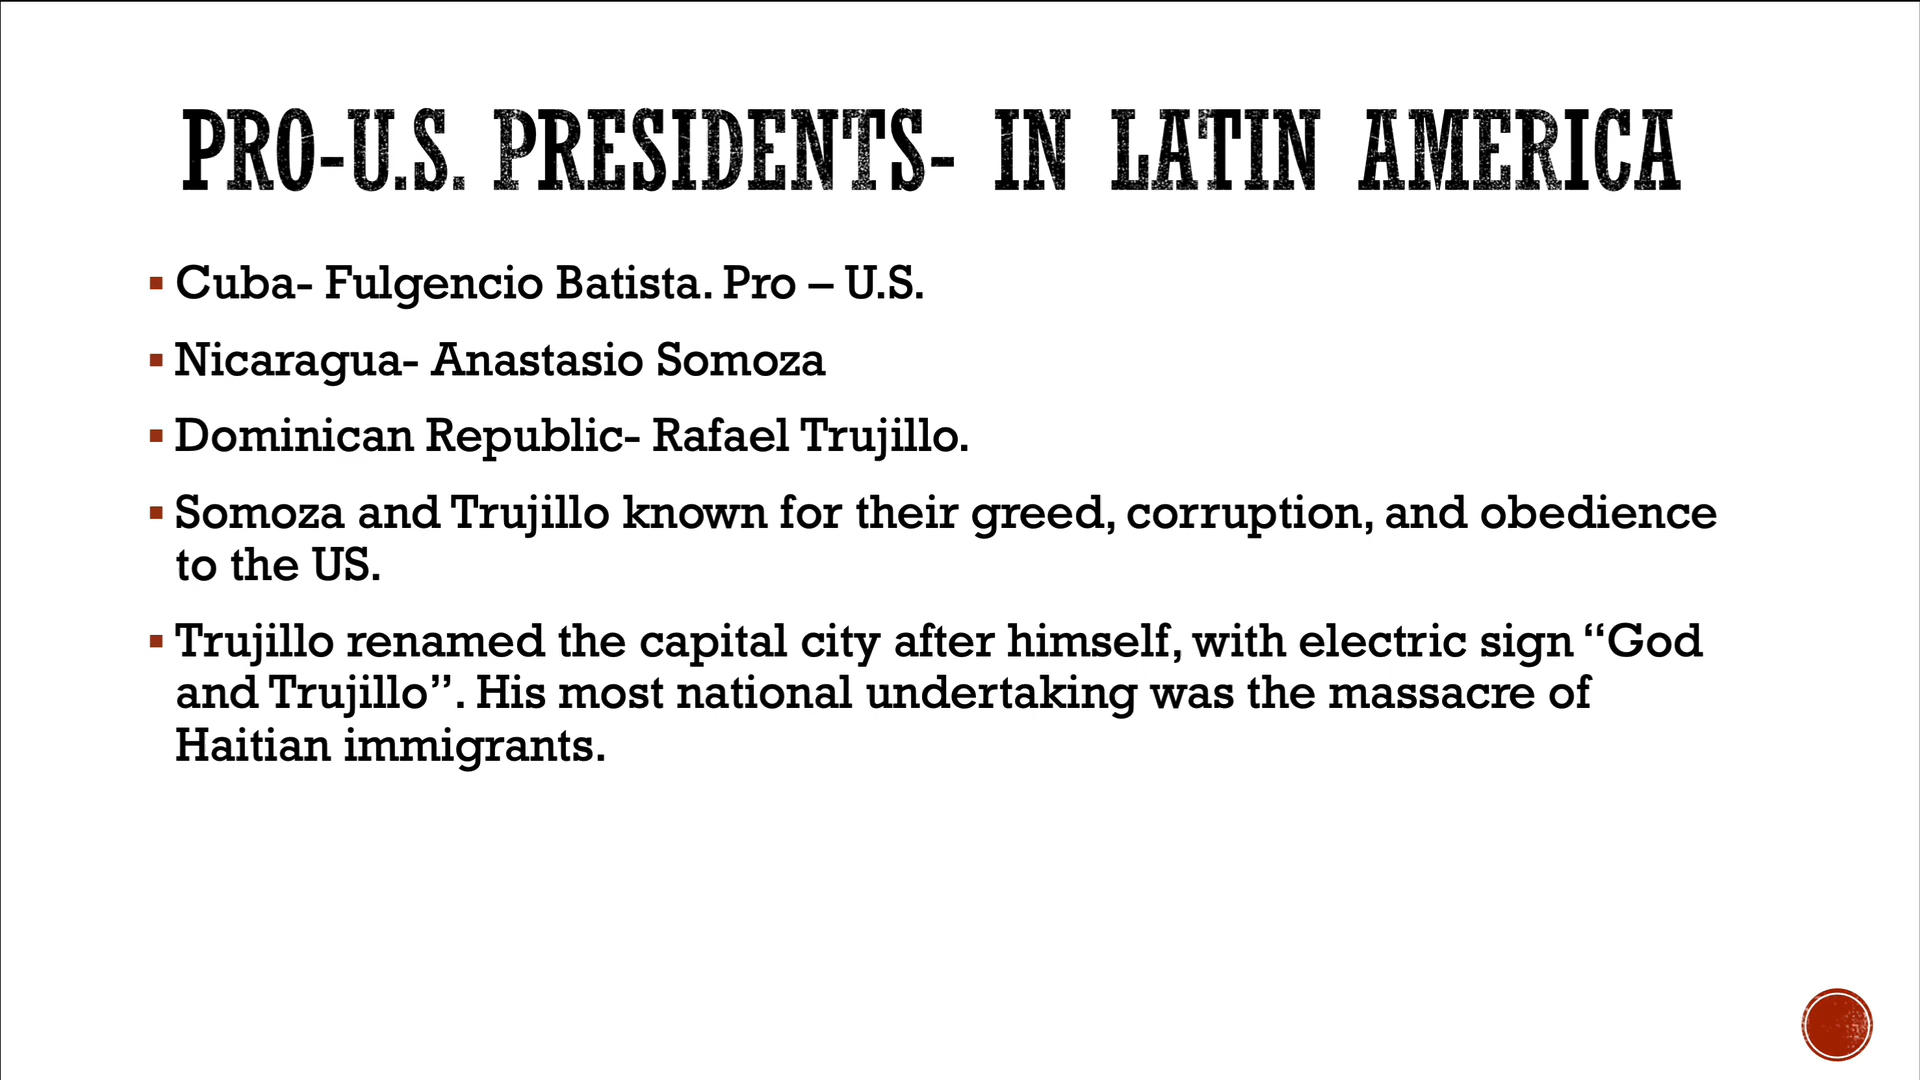 PRO-U.S. PRESIDENTS- IN LATIN AMERICA
▪ Cuba- Fulgencio Batista. Pro – U.S.
▪ Nicaragua- Anastasio Somoza
▪ Dominican Republic- Rafael Trujillo.
▪ Somoza and Trujillo known for their greed, corruption, and obedience
to the US.
▪ Trujillo renamed the capital city after himself, with electric sign “God
and Trujillo”. His most national undertaking was the massacre of
Haitian immigrants.